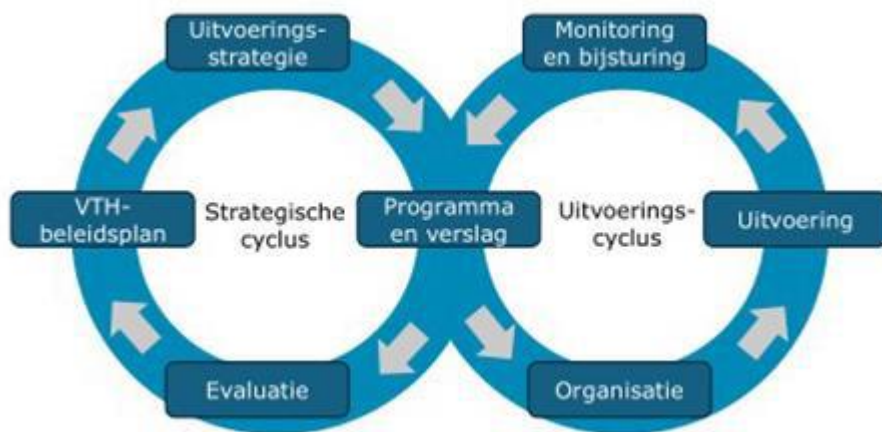 Uitvoerings-
strategie
Monitoring
en bijsturing
VTH-
beleidsplan
Strategische
cyclus
Programma
en verslag
Uitvoerings-
cyclus
Uitvoering
Evaluatie
Organisatie